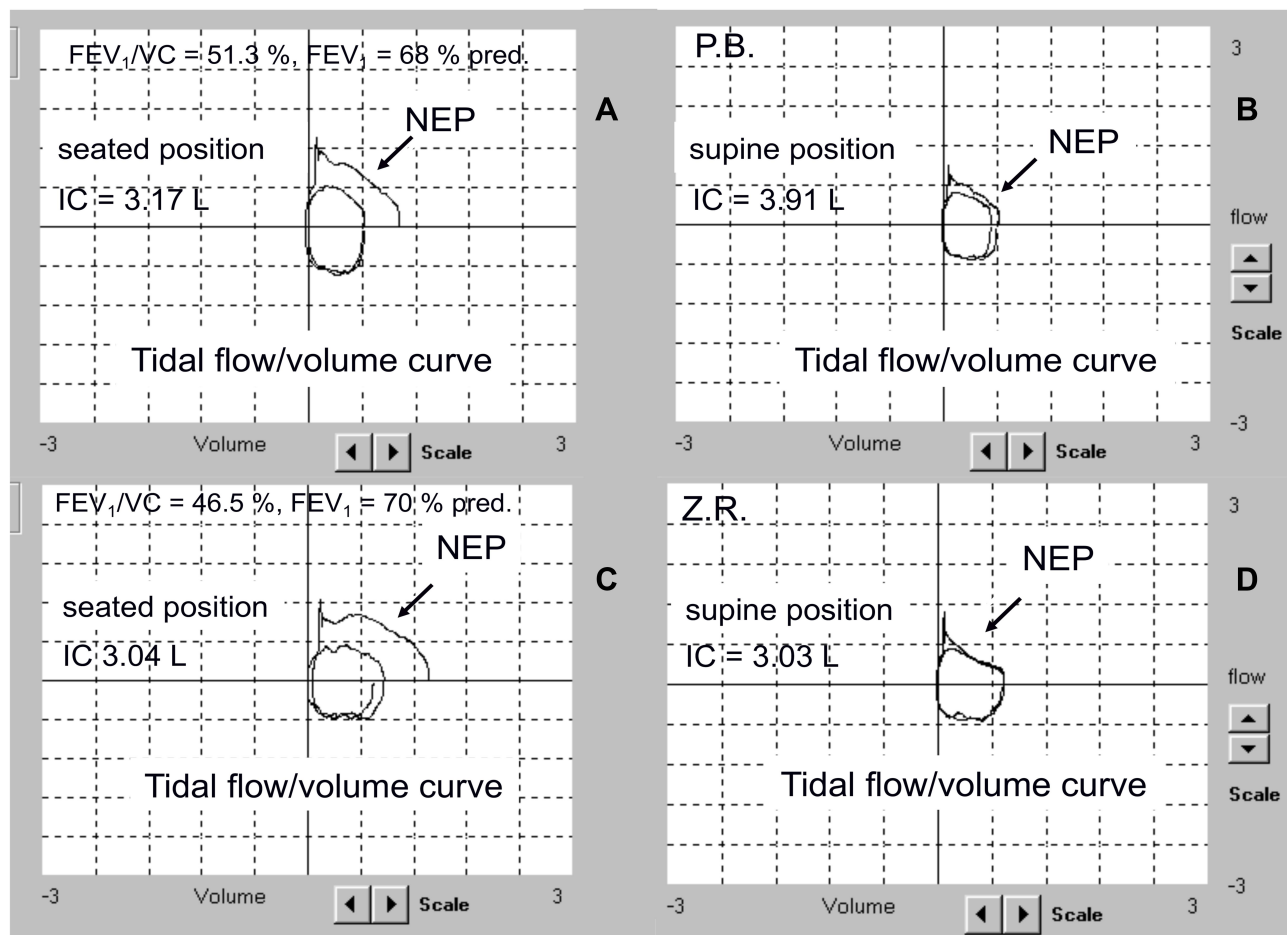 FEV₁/VC = 51.3 %, FEV₁ = 68 % pred.
NEP
A
seated position
IC = 3.17 L
Tidal flow/volume curve
-3 Volume Scale 3
P.B.
3
B
NEP
supine position
IC = 3.91 L
flow
Scale
Tidal flow/volume curve
-3
-3 Volume Scale 3
FEV₁/VC = 46.5 %, FEV₁ = 70 % pred.
NEP
C
seated position
IC 3.04 L
Tidal flow/volume curve
-3 Volume Scale 3
Z.R.
3
D
NEP
supine position
IC = 3.03 L
flow
Scale
Tidal flow/volume curve
-3
-3 Volume Scale 3